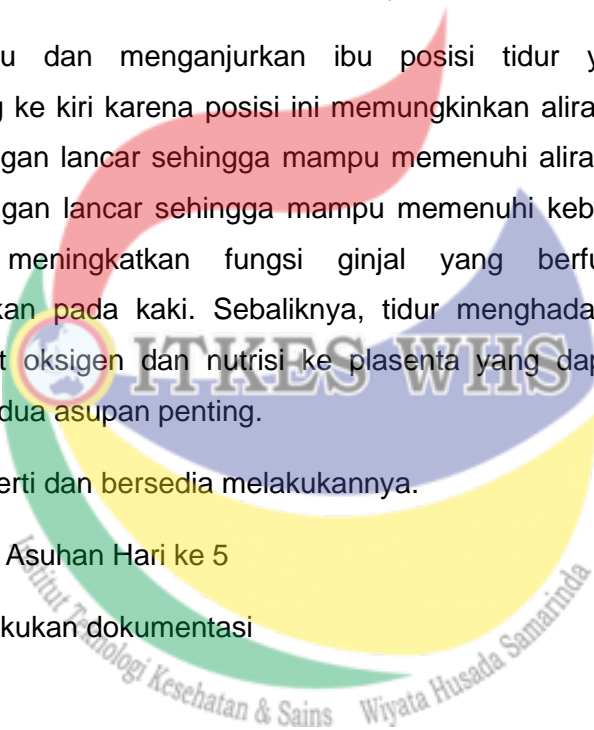 u dan menganjurkan ibu posisi tidur y
g ke kiri karena posisi ini memungkinkan alira
gan lancar sehingga mampu memenuhi alira
gan lancar sehingga mampu memenuhi keb
meningkatkan fungsi ginjal yang berfu
kan pada kaki. Sebaliknya, tidur menghada
t oksigen dan nutrisi ke plasenta yang dap
dua asupan penting.
erti dan bersedia melakukannya.
Asuhan Hari ke 5
kukan dokumentasi
ITKES WHS
Institut Teknologi Kesehatan & Sains Wiyata Husada Samarinda